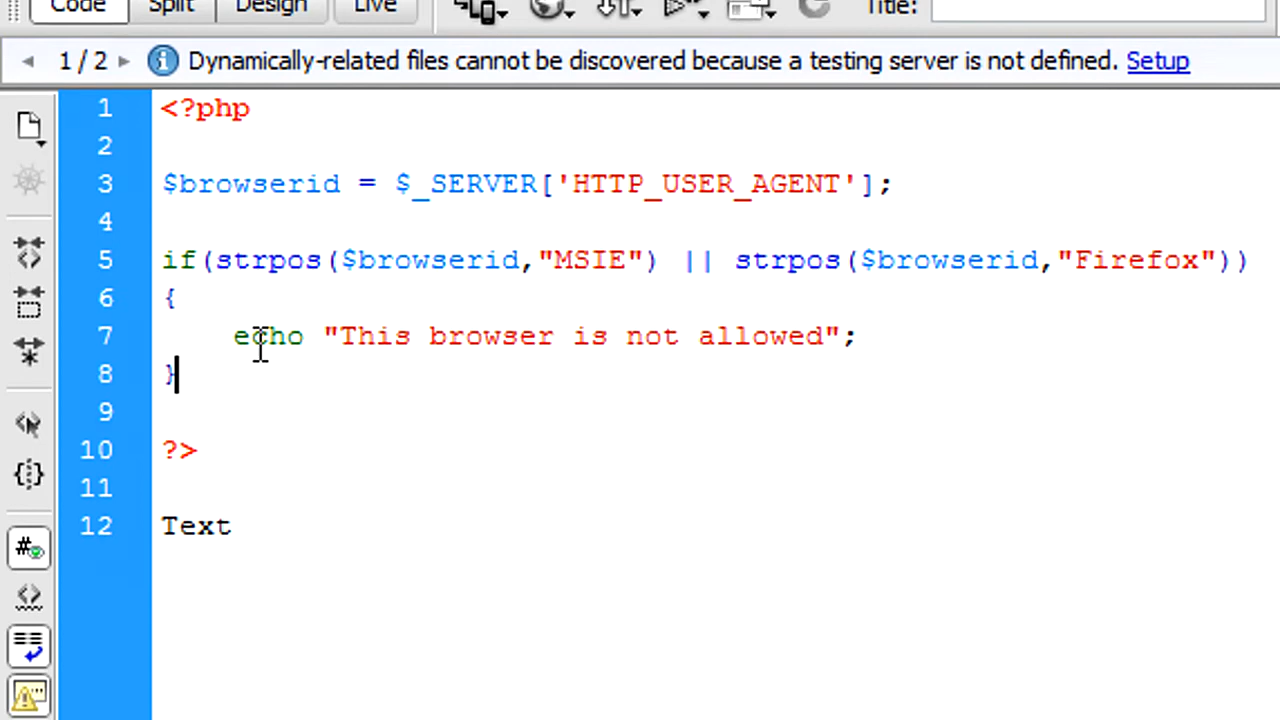 Code Split Design Live Title:
1 / 2 Dynamically-related files cannot be discovered because a testing server is not defined. Setup
1 <?php
2
3 $browserid = $_SERVER['HTTP_USER_AGENT'];
4
5 if(strpos($browserid,"MSIE") || strpos($browserid,"Firefox"))
6 {
7 echo "This browser is not allowed";
8 }
9
10 ?>
11
12 Text